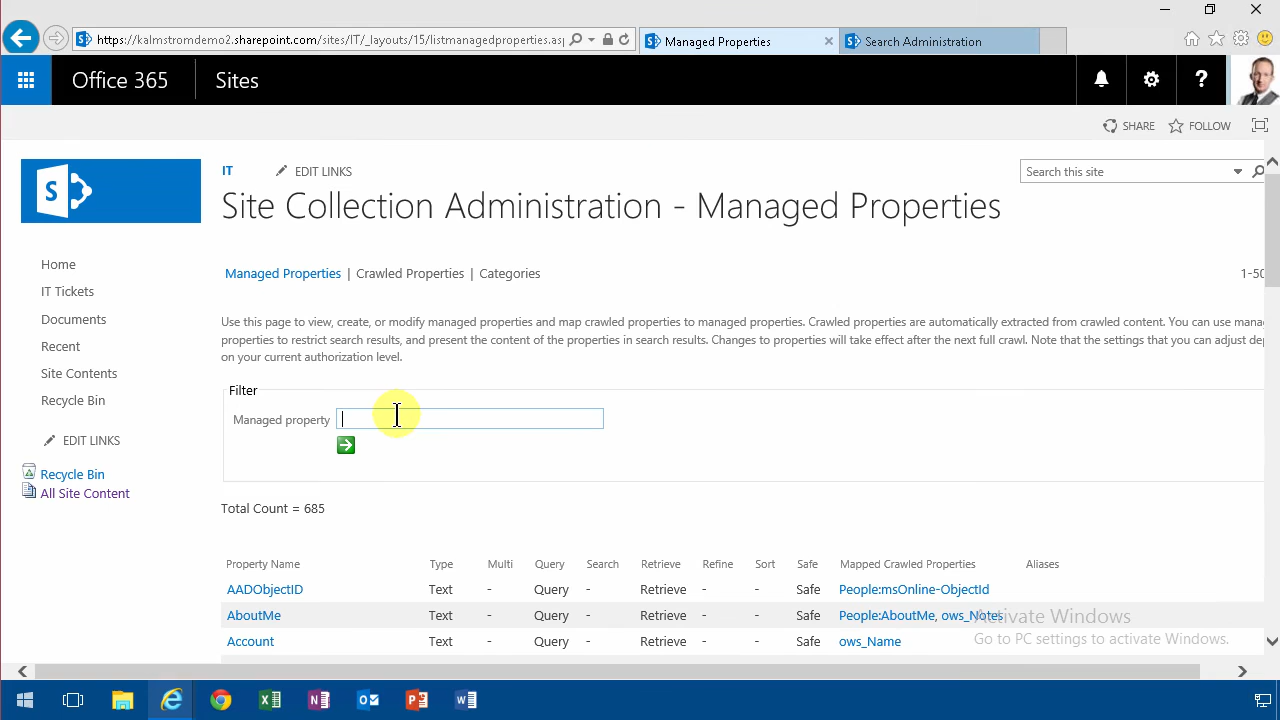 https://kalmstromdemo2.sharepoint.com/sites/IT/_layouts/15/listmanagedproperties.asp
Managed Properties
Search Administration
Office 365
Sites
?
SHARE
FOLLOW
S
IT
EDIT LINKS
Search this site
Site Collection Administration - Managed Properties
Home
IT Tickets
Documents
Recent
Site Contents
Recycle Bin
EDIT LINKS
Recycle Bin
All Site Content
Managed Properties | Crawled Properties | Categories
1-50
Use this page to view, create, or modify managed properties and map crawled properties to managed properties. Crawled properties are automatically extracted from crawled content. You can use mana
properties to restrict search results, and present the content of the properties in search results. Changes to properties will take effect after the next full crawl. Note that the settings that you can adjust de
on your current authorization level.
Filter
Managed property
Total Count = 685
Property Name Type Multi Query Search Retrieve Refine Sort Safe Mapped Crawled Properties Aliases
AADObjectID Text - Query - Retrieve - - Safe People:msOnline-ObjectId
AboutMe Text - Query - Retrieve - - Safe People:AboutMe, ows_Notes
Account Text - Query - Retrieve - - Safe ows_Name
Activate Windows
Go to PC settings to activate Windows.